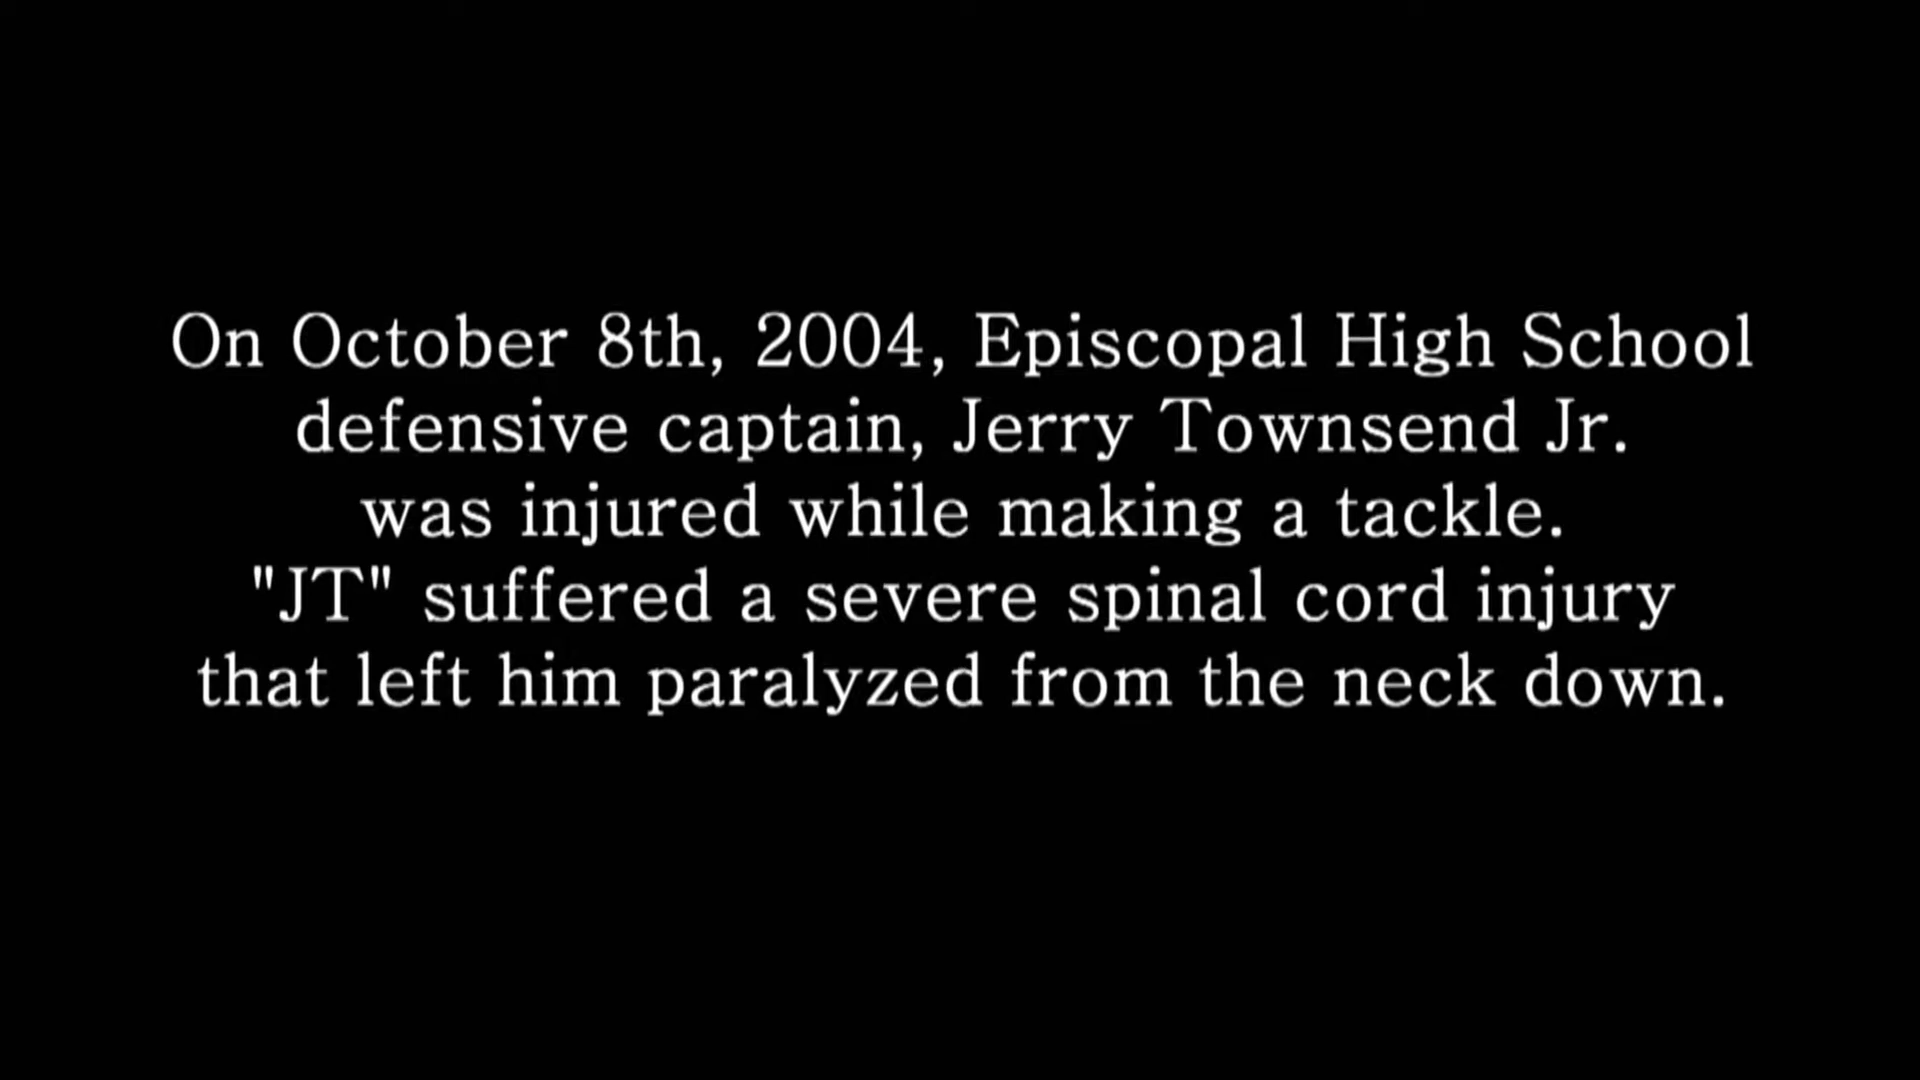 On October 8th, 2004, Episcopal High School
defensive captain, Jerry Townsend Jr.
was injured while making a tackle.
"JT" suffered a severe spinal cord injury
that left him paralyzed from the neck down.